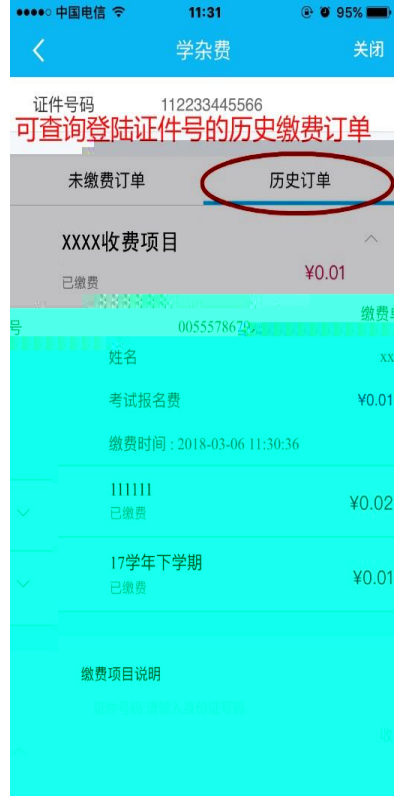 中国电信 11:31 95%
学杂费 关闭
证件号码 112233445566
可查询登陆证件号的历史缴费订单
未缴费订单 历史订单
XXXX收费项目
¥0.01
已缴费
缴费单
号 0055578679
姓名 xx
考试报名费 ¥0.01
缴费时间 : 2018-03-06 11:30:36
111111 ¥0.02
已缴费
17学年下学期 ¥0.01
已缴费
缴费项目说明